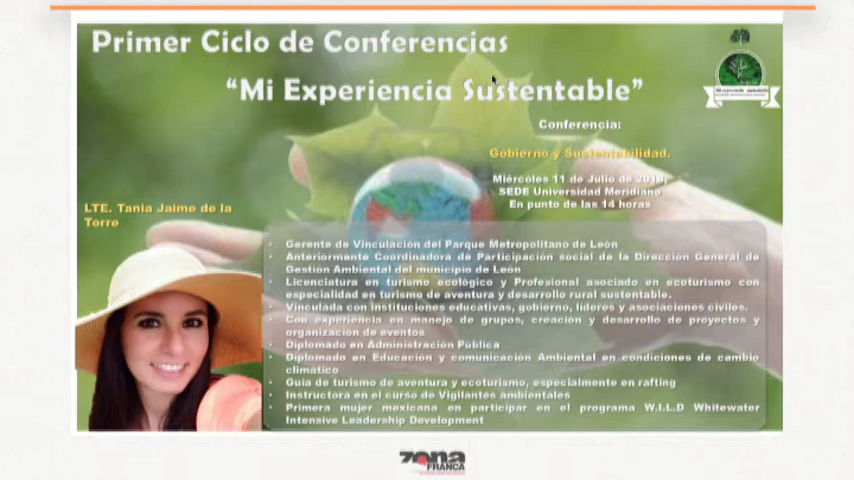 Primer Ciclo de Conferencias
“Mi Experiencia Sustentable”
Mi experiencia sustentable
Conferencia:
Gobierno y Sustentabilidad.
Miércoles 11 de Julio de 2018,
SEDE Universidad Meridiano
En punto de las 14 horas
LTE. Tania Jaime de la
Torre
• Gerente de Vinculación del Parque Metropolitano de León
• Anteriormente Coordinadora de Participación social de la Dirección General de
Gestión Ambiental del municipio de León
• Licenciatura en turismo ecológico y Profesional asociado en ecoturismo con
especialidad en turismo de aventura y desarrollo rural sustentable.
• Vinculada con instituciones educativas, gobierno, líderes y asociaciones civiles.
• Con experiencia en manejo de grupos, creación y desarrollo de proyectos y
organización de eventos
• Diplomado en Administración Pública
• Diplomado en Educación y comunicación Ambiental en condiciones de cambio
climático
• Guía de turismo de aventura y ecoturismo, especialmente en rafting
• Instructora en el curso de Vigilantes ambientales
• Primera mujer mexicana en participar en el programa W.I.L.D Whitewater
Intensive Leadership Development
zona
FRANCA